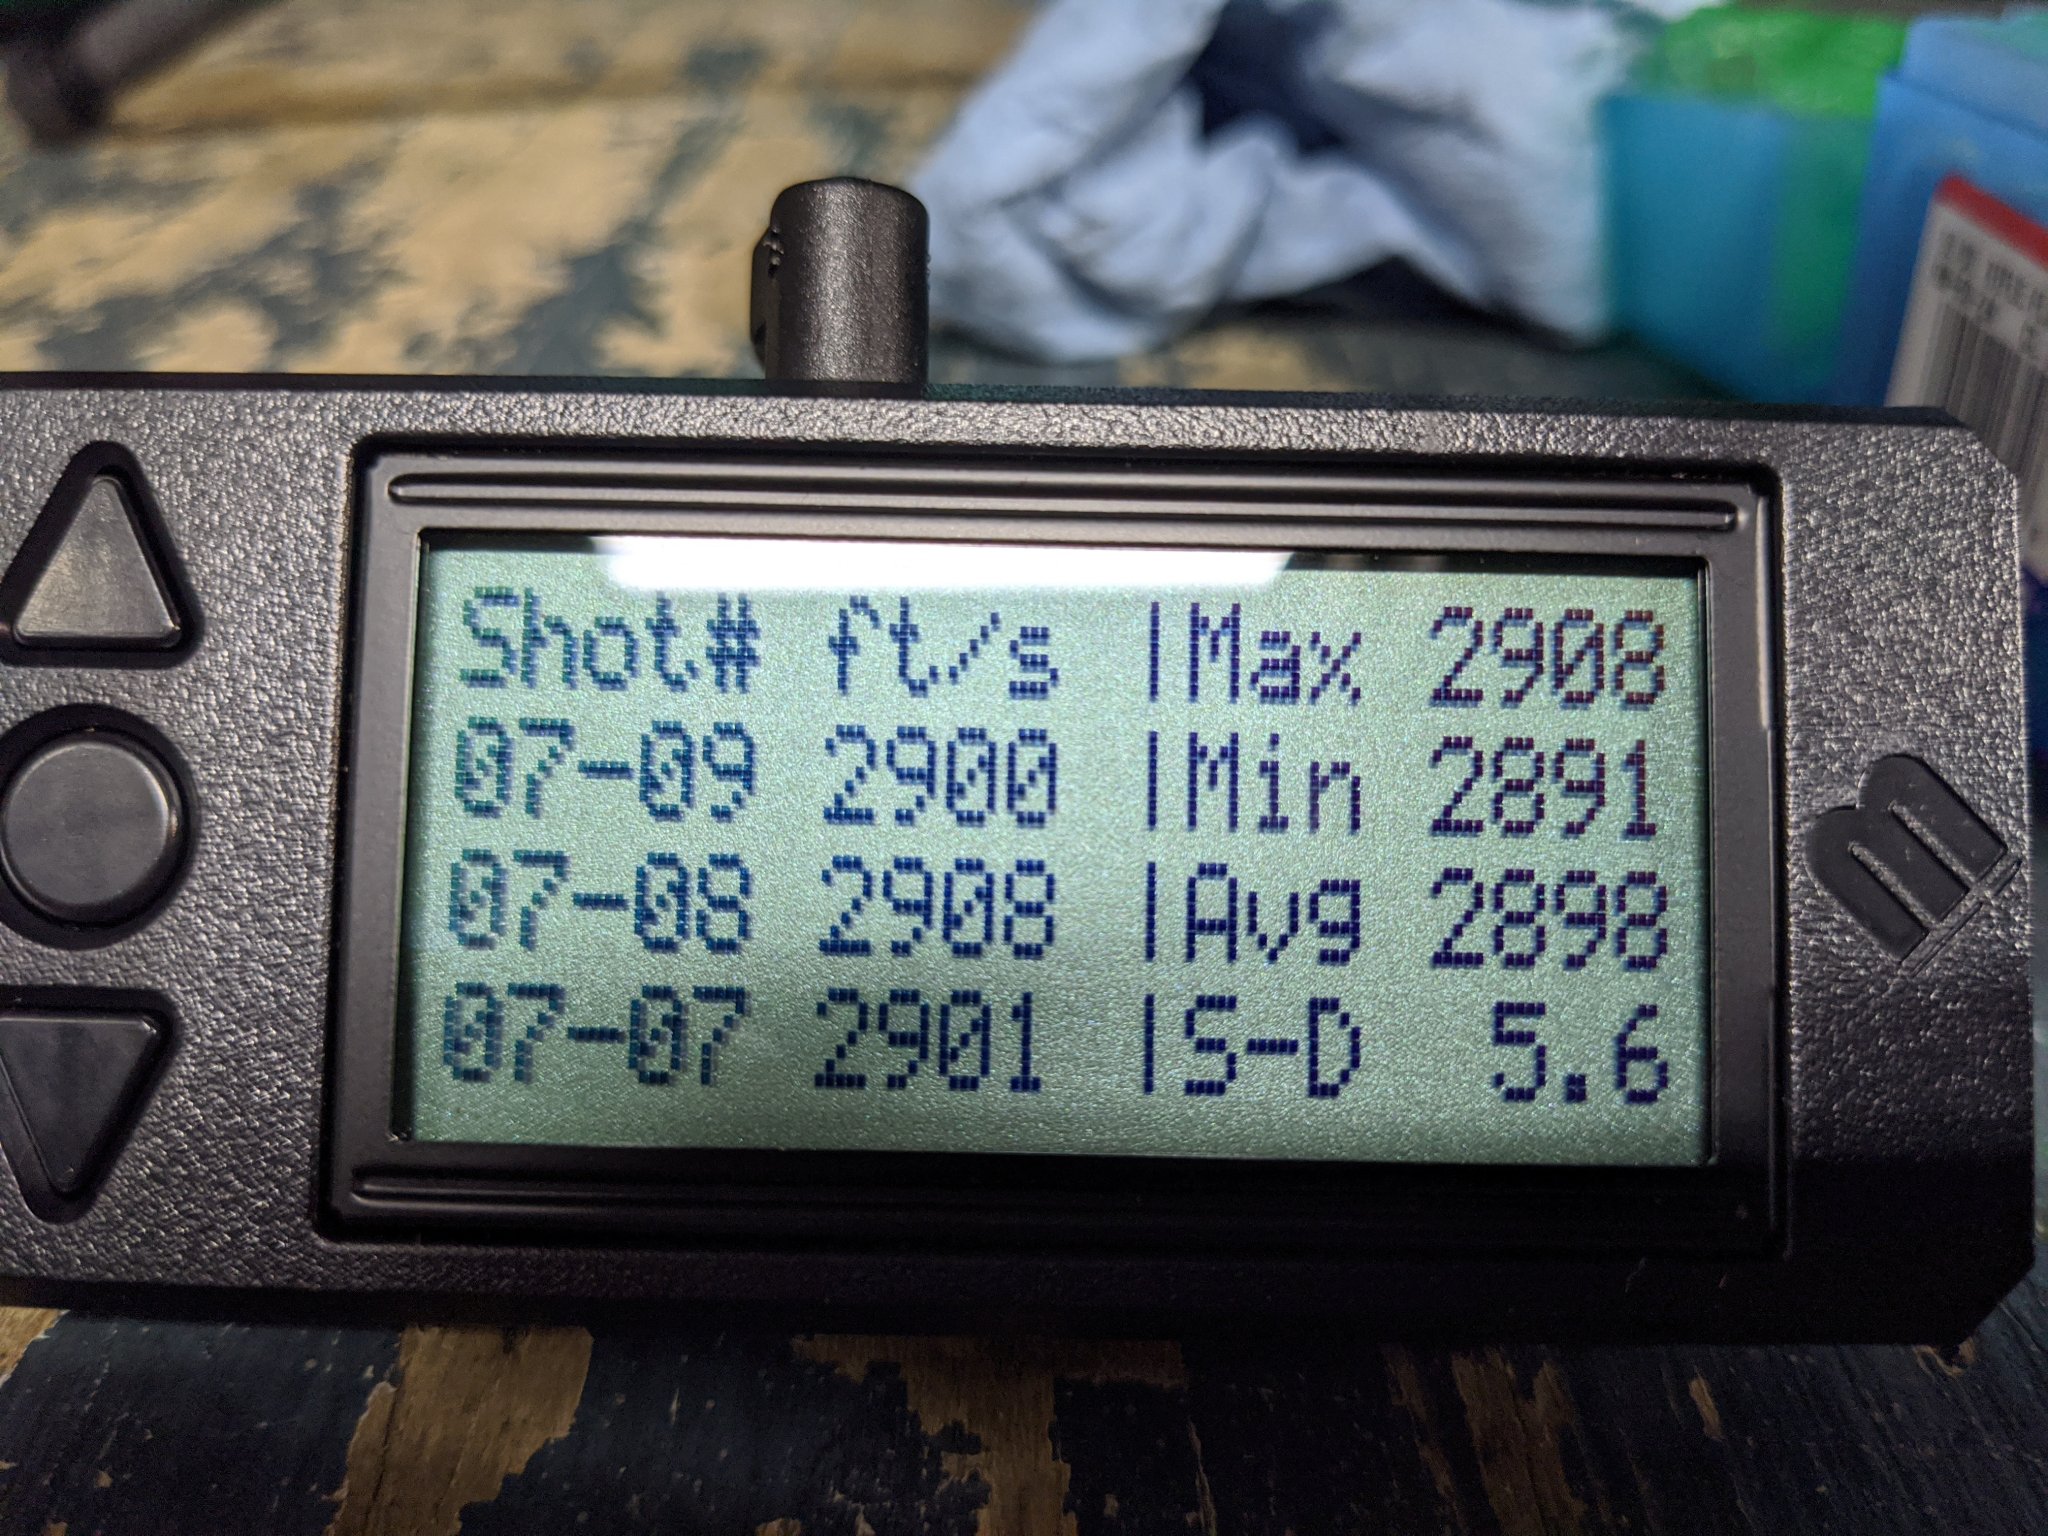 Shot# ft/s |Max 2908
07-09 2900 |Min 2891
07-08 2908 |Avg 2898
07-07 2901 |S-D 5.6